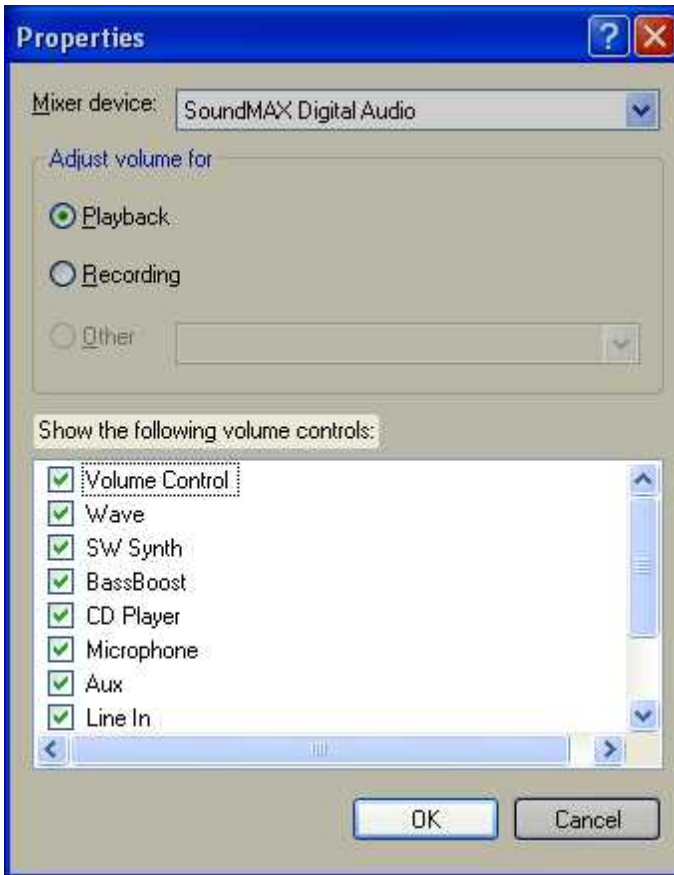 Properties
Mixer device: SoundMAX Digital Audio
Adjust volume for
Playback
Recording
Other
Show the following volume controls:
Volume Control
Wave
SW Synth
BassBoost
CD Player
Microphone
Aux
Line In
OK Cancel